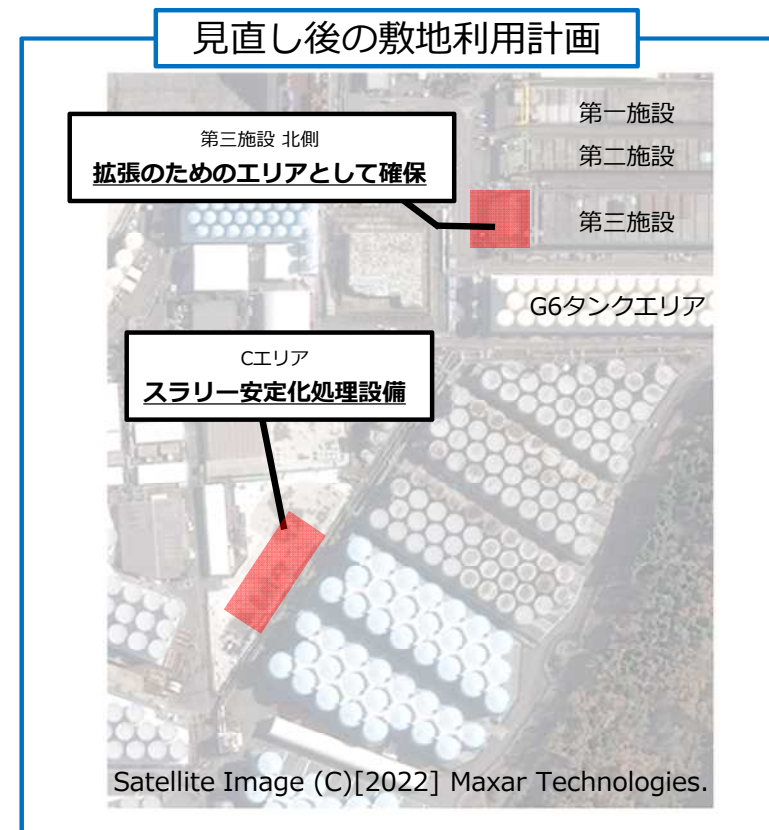 見直し後の敷地利用計画
第三施設 北側
拡張のためのエリアとして確保
第一施設
第二施設
第三施設
G6タンクエリア
Cエリア
スラリー安定化処理設備
Satellite Image (C)[2022] Maxar Technologies.